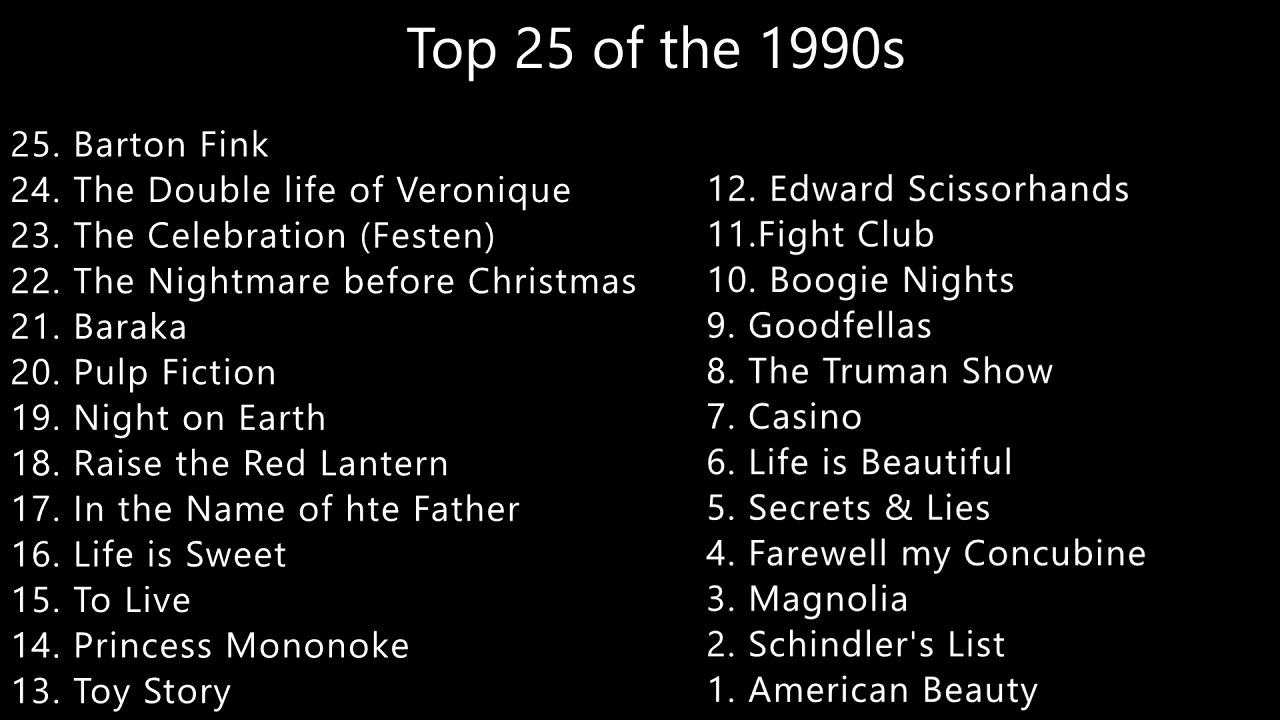 Top 25 of the 1990s
25. Barton Fink
24. The Double life of Veronique
23. The Celebration (Festen)
22. The Nightmare before Christmas
21. Baraka
20. Pulp Fiction
19. Night on Earth
18. Raise the Red Lantern
17. In the Name of hte Father
16. Life is Sweet
15. To Live
14. Princess Mononoke
13. Toy Story
12. Edward Scissorhands
11.Fight Club
10. Boogie Nights
9. Goodfellas
8. The Truman Show
7. Casino
6. Life is Beautiful
5. Secrets & Lies
4. Farewell my Concubine
3. Magnolia
2. Schindler's List
1. American Beauty